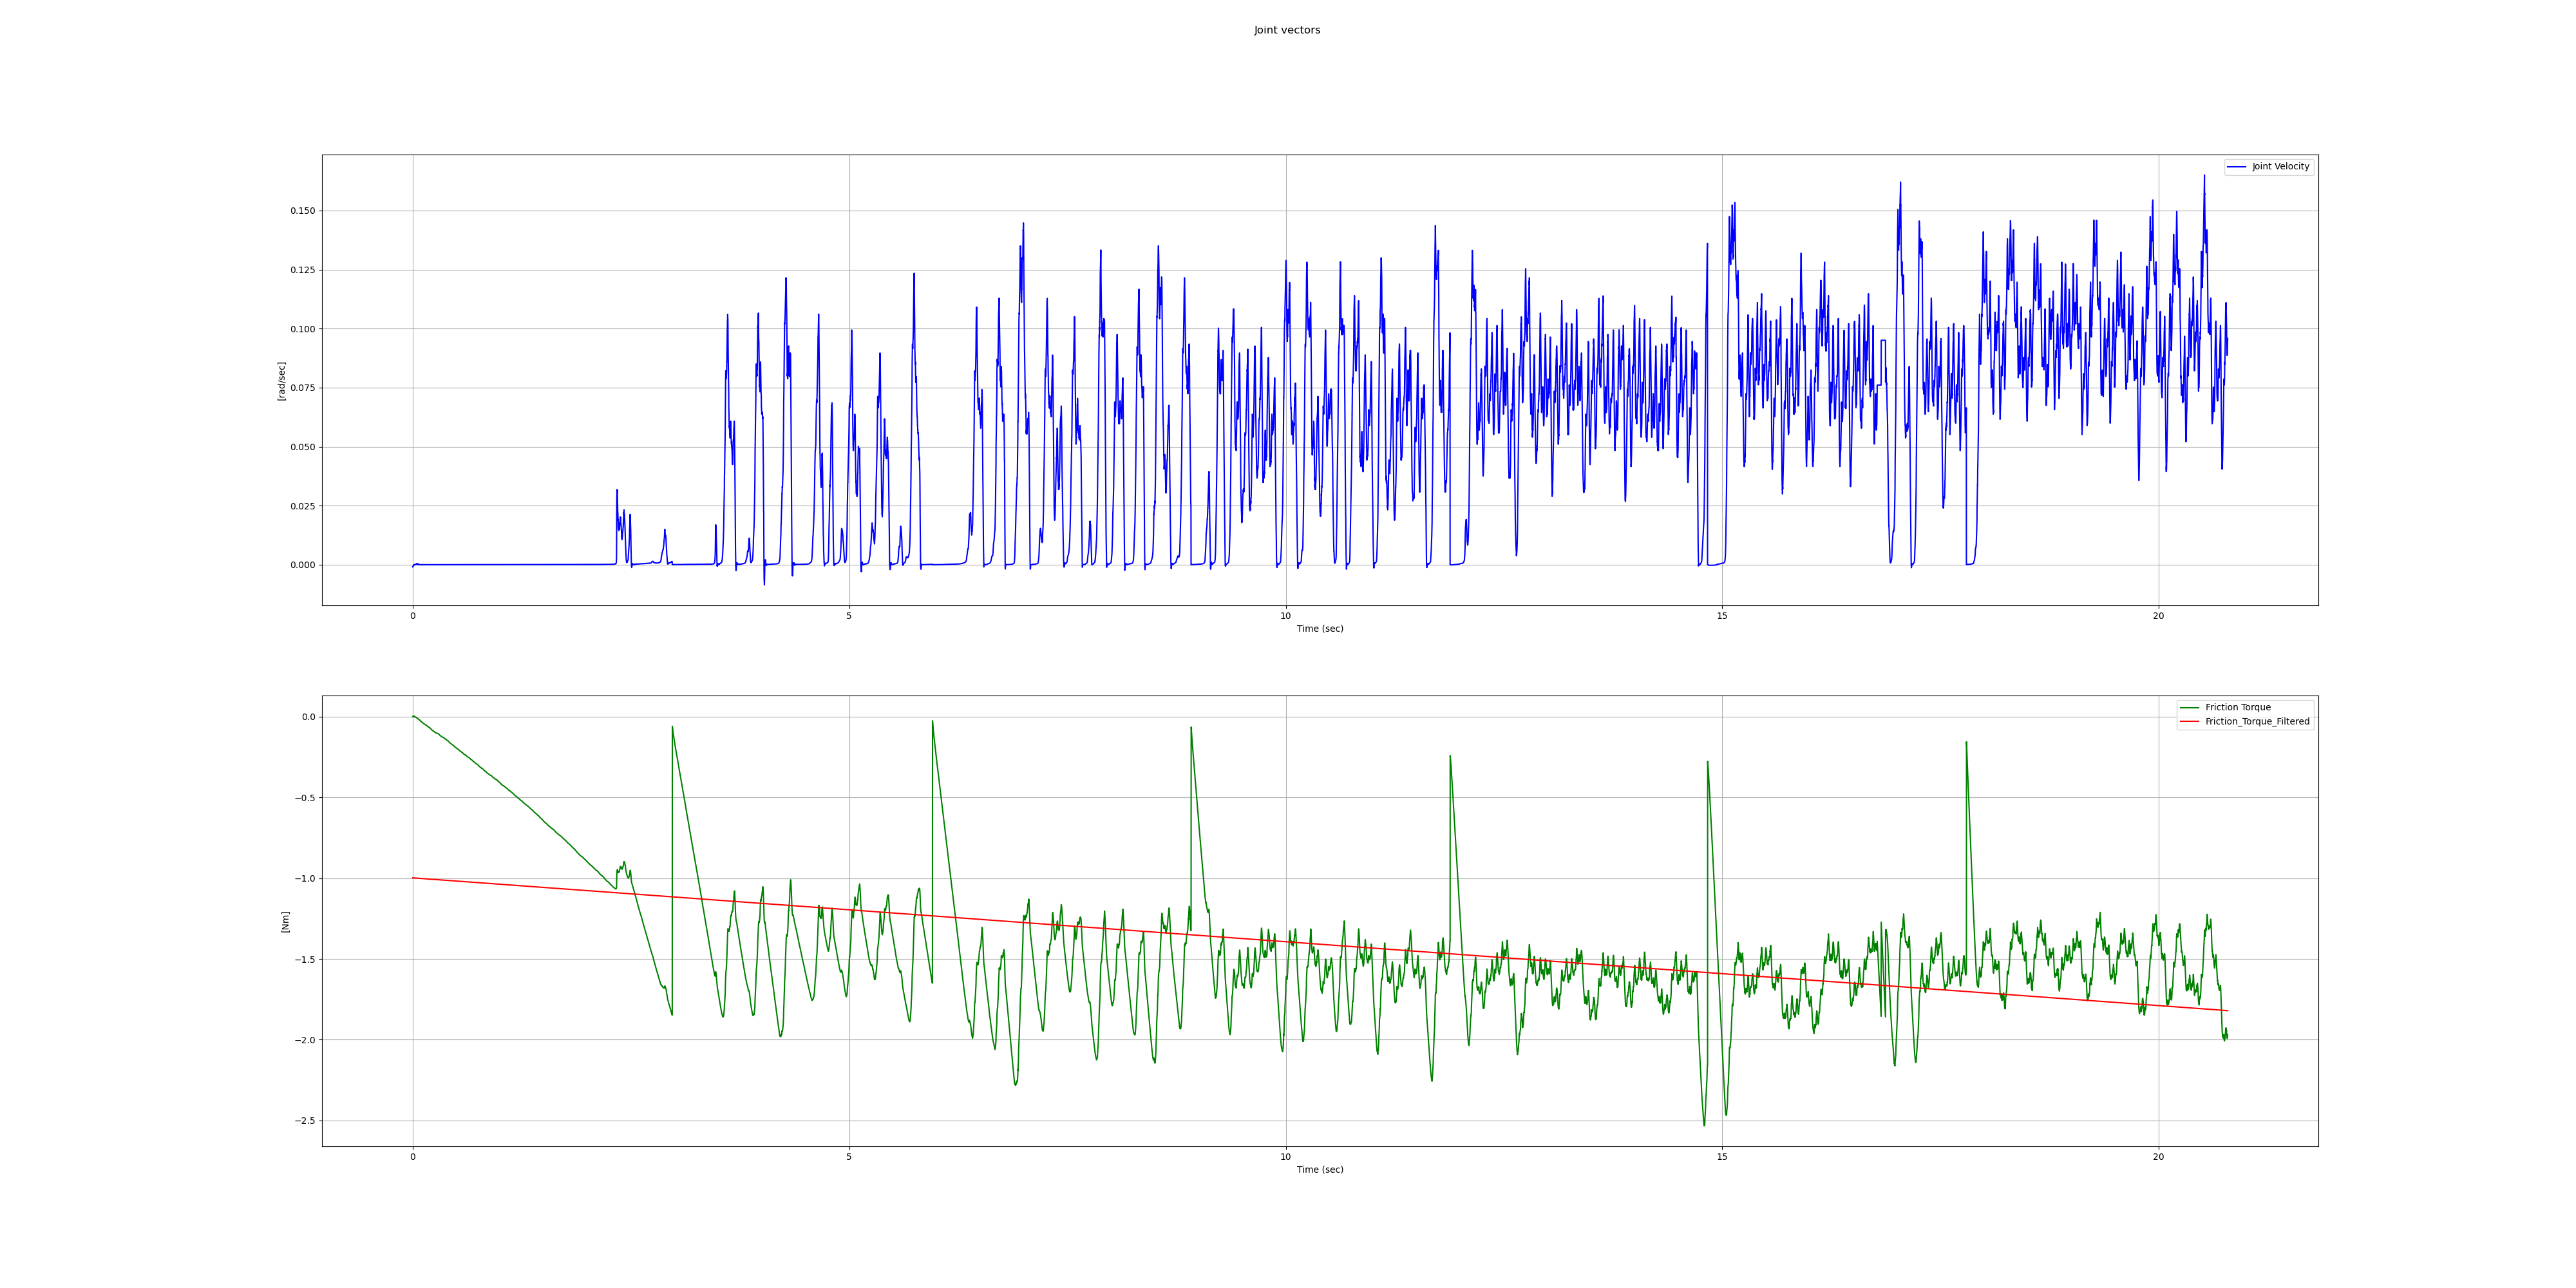 Joint vectors
Joint Velocity
0.150
0.125
0.100
0.075
0.050
0.025
0.000
[rad/sec]
0 5 10 15 20
Time (sec)
Friction Torque
Friction_Torque_Filtered
0.0
−0.5
−1.0
−1.5
−2.0
−2.5
[Nm]
0 5 10 15 20
Time (sec)